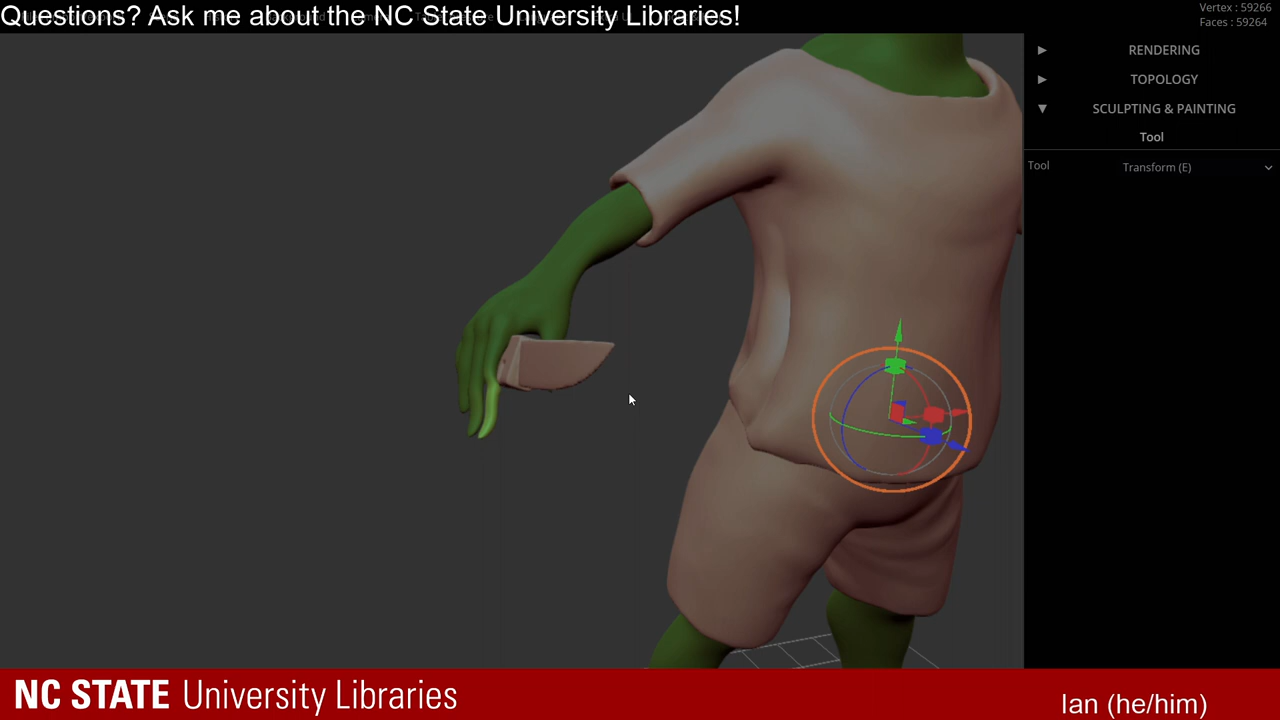 Questions? Ask me about the NC State University Libraries!
Vertex : 59266
Faces : 59264
RENDERING
TOPOLOGY
SCULPTING & PAINTING
Tool
Tool
Transform (E)
NC STATE University Libraries
Ian (he/him)